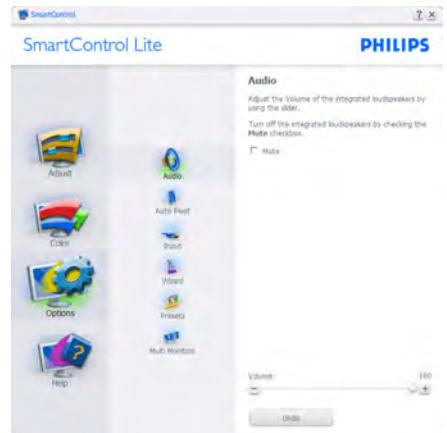 SmartControl
SmartControl Lite
PHILIPS
Adjust
Color
Options
Help
Audio
Auto Pivot
Input
Wizard
Presets
Multi Monitors
Audio
Adjust the Volume of the integrated loudspeakers by
using the slider.
Turn off the integrated loudspeakers by checking the
Mute checkbox.
Mute
Volume
100
Undo